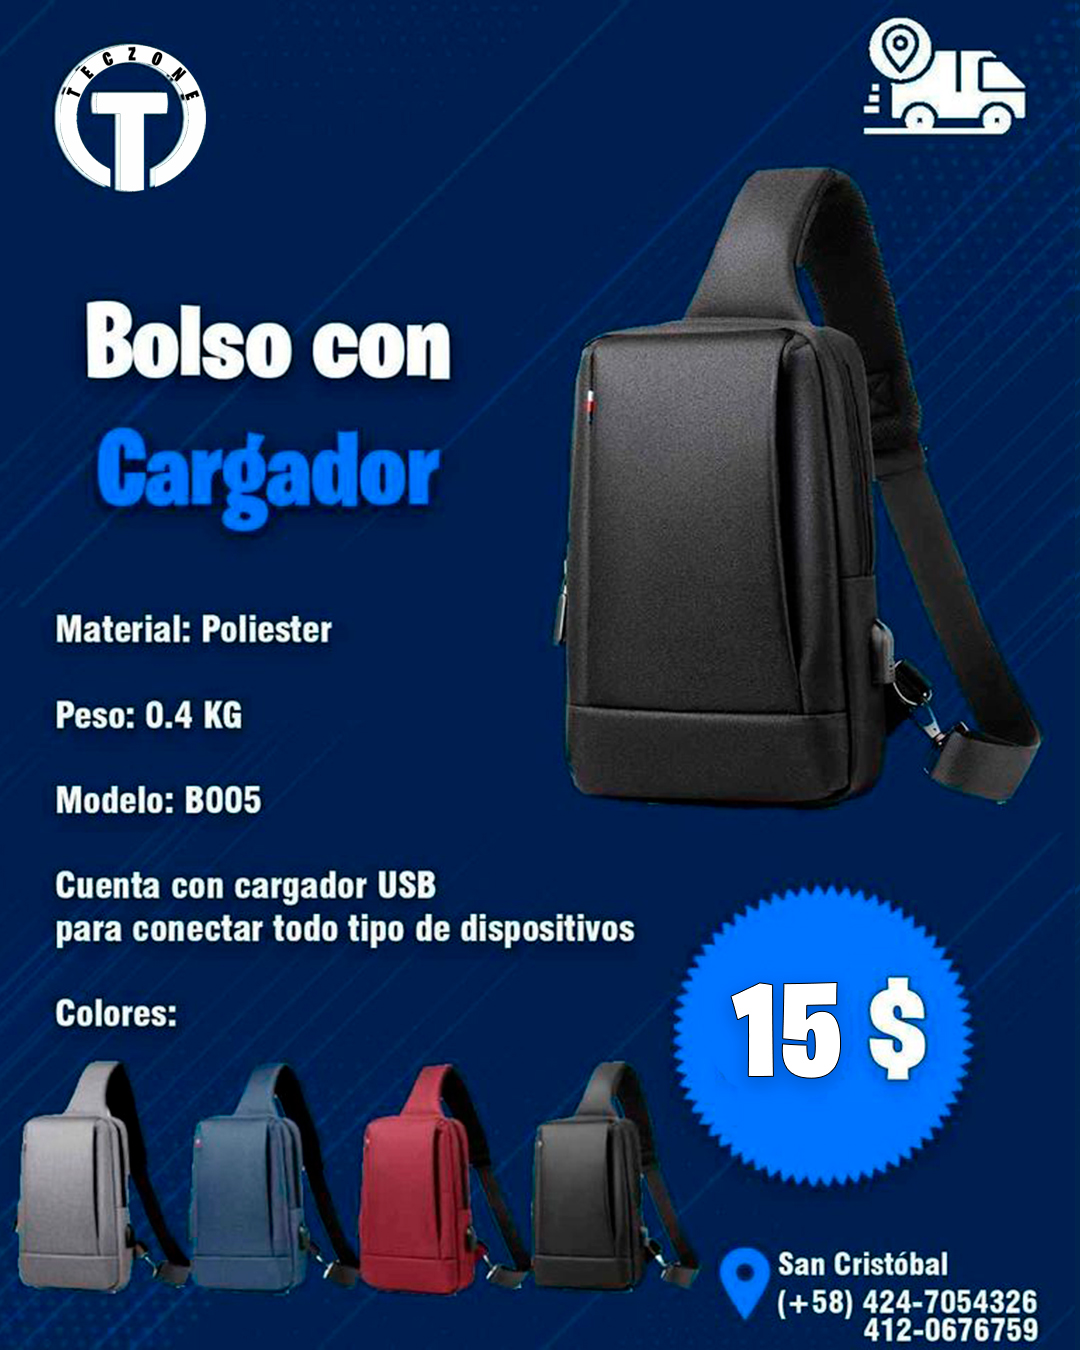 TECZONE
T
Bolso con
Cargador
Material: Poliester
Peso: 0.4 KG
Modelo: B005
Cuenta con cargador USB
para conectar todo tipo de dispositivos
Colores:
15 $
San Cristóbal
(+58) 424-7054326
412-0676759